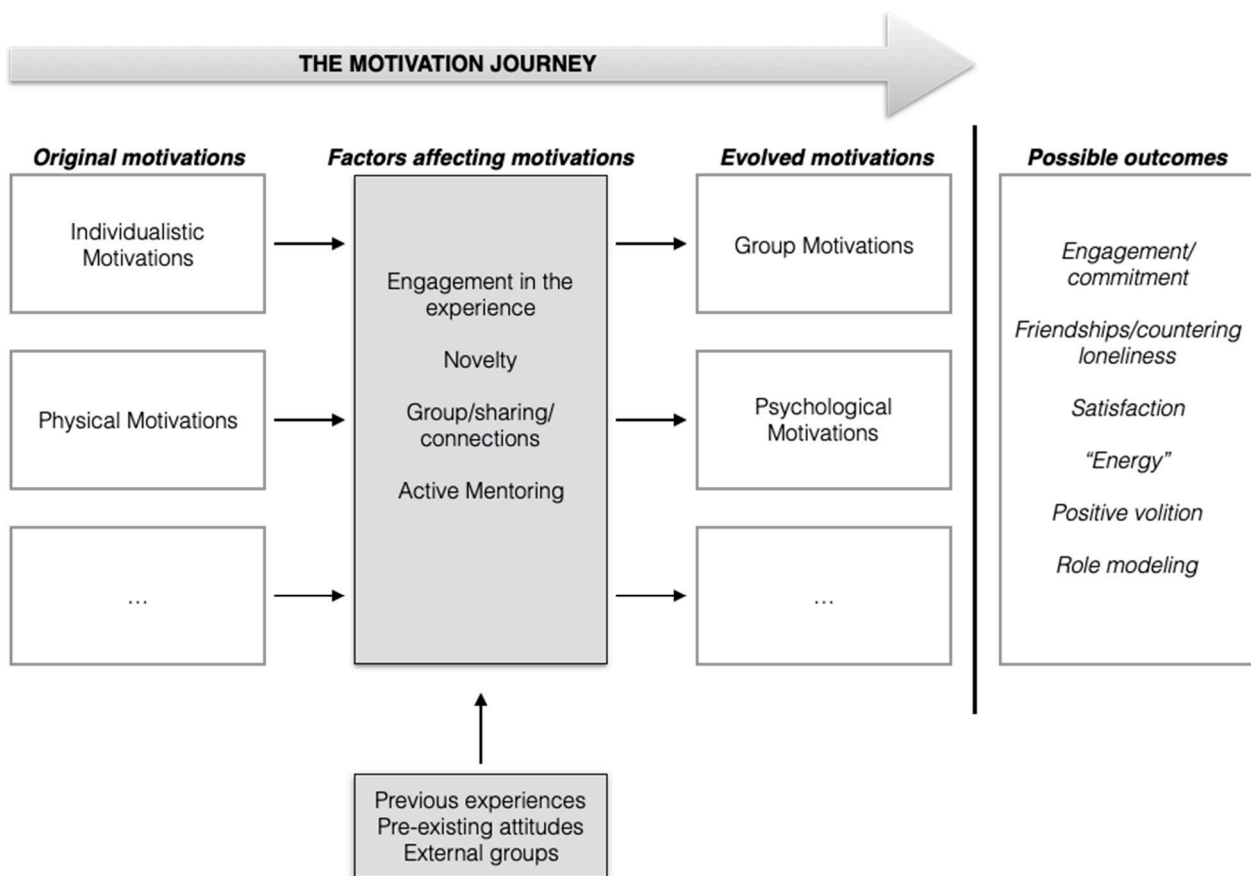 THE MOTIVATION JOURNEY
Original motivations
Factors affecting motivations
Evolved motivations
Possible outcomes
Individualistic
Motivations
Physical Motivations
...
Engagement in the
experience
Novelty
Group/sharing/
connections
Active Mentoring
Group Motivations
Psychological
Motivations
...
Engagement/
commitment
Friendships/countering
loneliness
Satisfaction
“Energy”
Positive volition
Role modeling
Previous experiences
Pre-existing attitudes
External groups